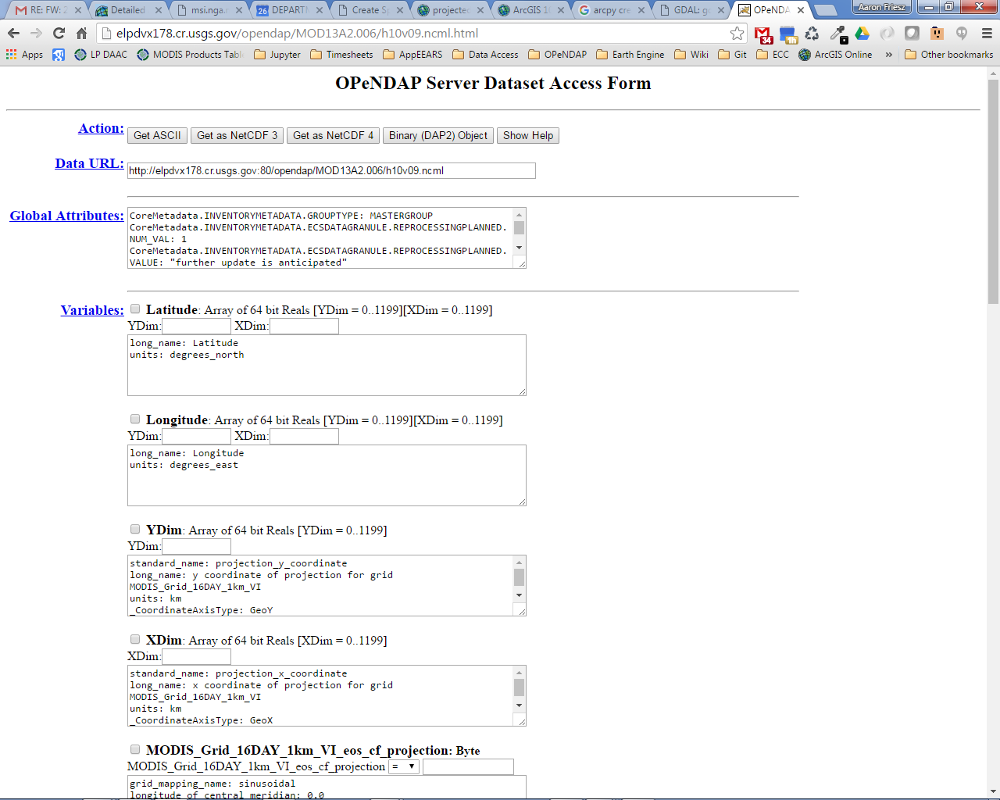 RE: FW: 2
Detailed
msi.nga.r
26 DEPARTM
Create Sp
projected
ArcGIS 10
G arcpy cre
GDAL: g
OPeNDA
Aaron Friesz
elpdvx178.cr.usgs.gov/opendap/MOD13A2.006/h10v09.ncml.html
34
1h
Apps
LP DAAC
MODIS Products Table
Jupyter
Timesheets
AppEEARS
Data Access
OPeNDAP
Earth Engine
Wiki
Git
ECC
ArcGIS Online
»
Other bookmarks
OPeNDAP Server Dataset Access Form
Action: Get ASCII Get as NetCDF 3 Get as NetCDF 4 Binary (DAP2) Object Show Help
Data URL: http://elpdvx178.cr.usgs.gov:80/opendap/MOD13A2.006/h10v09.ncml
Global Attributes: CoreMetadata.INVENTORYMETADATA.GROUPTYPE: MASTERGROUP
CoreMetadata.INVENTORYMETADATA.ECSDATAGRANULE.REPROCESSINGPLANNED.
NUM_VAL: 1
CoreMetadata.INVENTORYMETADATA.ECSDATAGRANULE.REPROCESSINGPLANNED.
VALUE: "further update is anticipated"
Variables: Latitude: Array of 64 bit Reals [YDim = 0..1199][XDim = 0..1199]
YDim: XDim:
long_name: Latitude
units: degrees_north
Longitude: Array of 64 bit Reals [YDim = 0..1199][XDim = 0..1199]
YDim: XDim:
long_name: Longitude
units: degrees_east
YDim: Array of 64 bit Reals [YDim = 0..1199]
YDim:
standard_name: projection_y_coordinate
long_name: y coordinate of projection for grid
MODIS_Grid_16DAY_1km_VI
units: km
_CoordinateAxisType: GeoY
XDim: Array of 64 bit Reals [XDim = 0..1199]
XDim:
standard_name: projection_x_coordinate
long_name: x coordinate of projection for grid
MODIS_Grid_16DAY_1km_VI
units: km
_CoordinateAxisType: GeoX
MODIS_Grid_16DAY_1km_VI_eos_cf_projection: Byte
MODIS_Grid_16DAY_1km_VI_eos_cf_projection =
grid_mapping_name: sinusoidal
longitude_of_central_meridian: 0.0